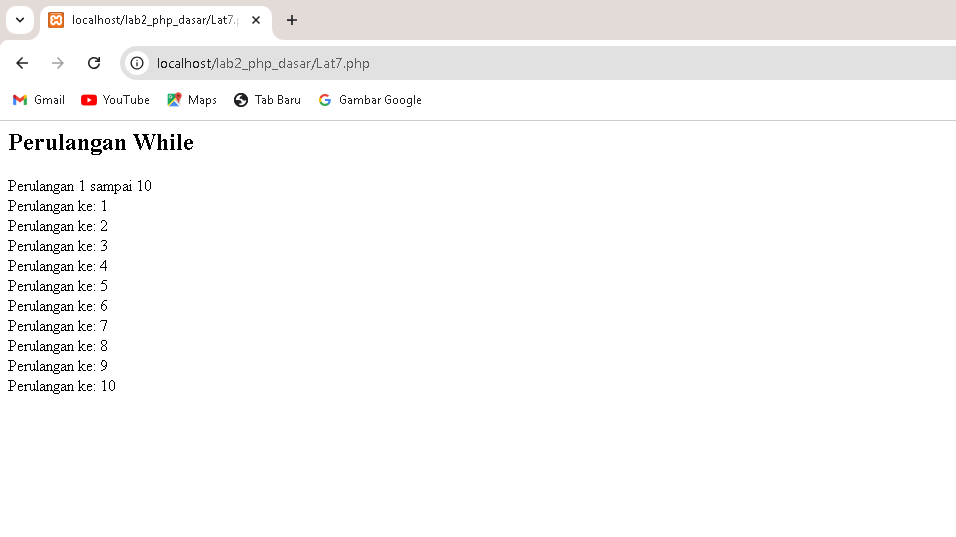 localhost/lab2_php_dasar/Lat7.p
localhost/lab2_php_dasar/Lat7.php
Gmail YouTube Maps Tab Baru Gambar Google
Perulangan While
Perulangan 1 sampai 10
Perulangan ke: 1
Perulangan ke: 2
Perulangan ke: 3
Perulangan ke: 4
Perulangan ke: 5
Perulangan ke: 6
Perulangan ke: 7
Perulangan ke: 8
Perulangan ke: 9
Perulangan ke: 10